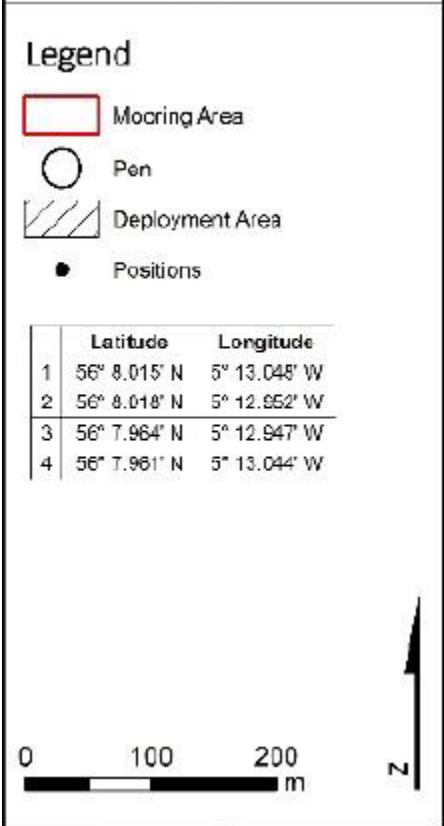 Legend
Mooring Area
Pen
Deployment Area
Positions
Latitude Longitude
1 56° 8.015' N 5° 13.048' W
2 56° 8.018' N 5° 12.952' W
3 56° 7.964' N 5° 12.947' W
4 56° 7.961' N 5° 13.044' W
0 100 200
m
N